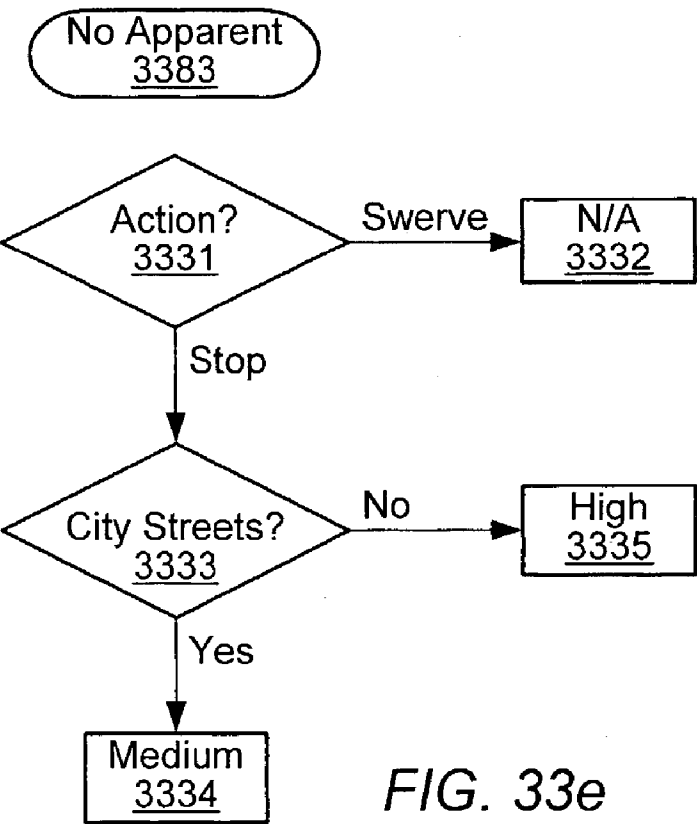 No Apparent
3383
Action?
3331
Swerve
N/A
3332
Stop
City Streets?
3333
No
High
3335
Yes
Medium
3334
FIG. 33e